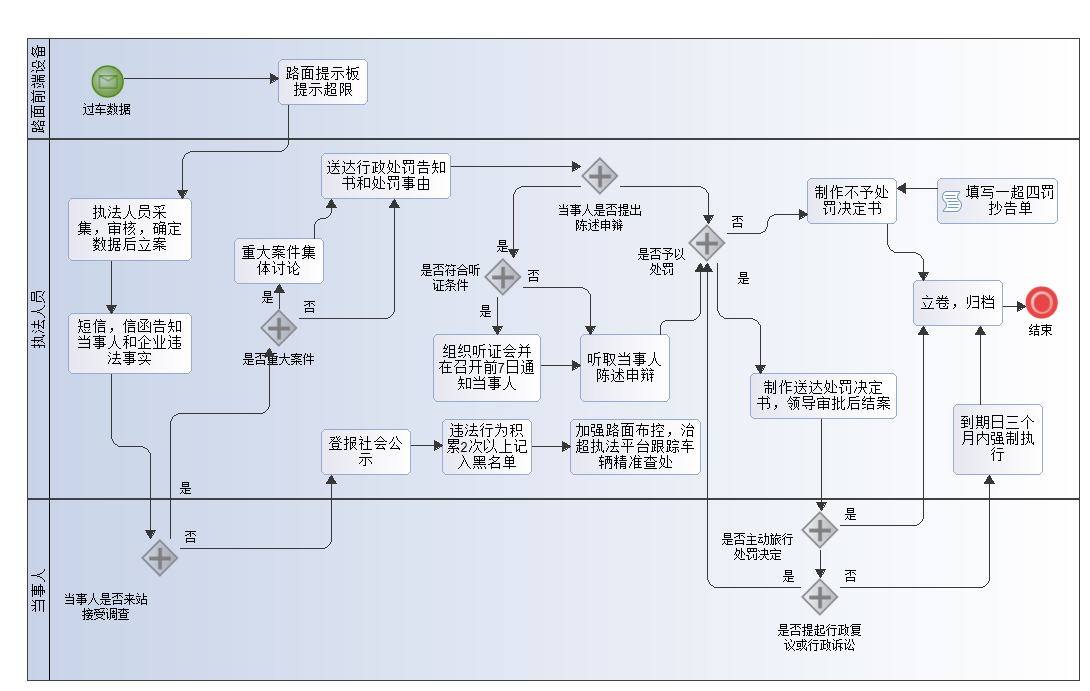 路面前端设备
过车数据
路面提示板
提示超限
执法人员
执法人员采
集，审核，确定
数据后立案
短信，信函告知
当事人和企业违
法事实
重大案件集
体讨论
是
否
是否重大案件
送达行政处罚告知
书和处罚事由
当事人是否提出
陈述申辩
是
是否符合听
证条件
否
是
组织听证会并
在召开前7日通
知当事人
听取当事人
陈述申辩
是否予以
处罚
否
是
制作不予处
罚决定书
填写一超四罚
抄告单
立卷，归档
结束
制作送达处罚决定
书，领导审批后结案
到期日三个
月内强制执
行
登报社会公
示
违法行为积
累2次以上记
入黑名单
加强路面布控，治
超执法平台跟踪车
辆精准查处
是
当事人
否
当事人是否来站
接受调查
是否主动旅行
处罚决定
是
是
否
是否提起行政复
议或行政诉讼